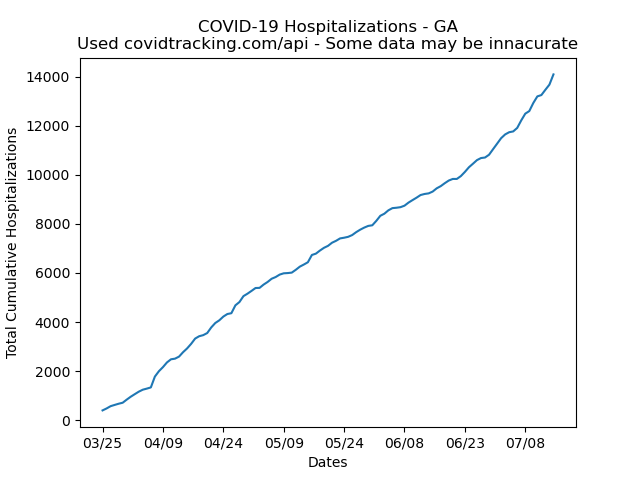 COVID-19 Hospitalizations - GA
Used covidtracking.com/api - Some data may be innacurate
Total Cumulative Hospitalizations
14000
12000
10000
8000
6000
4000
2000
0
03/25 04/09 04/24 05/09 05/24 06/08 06/23 07/08
Dates